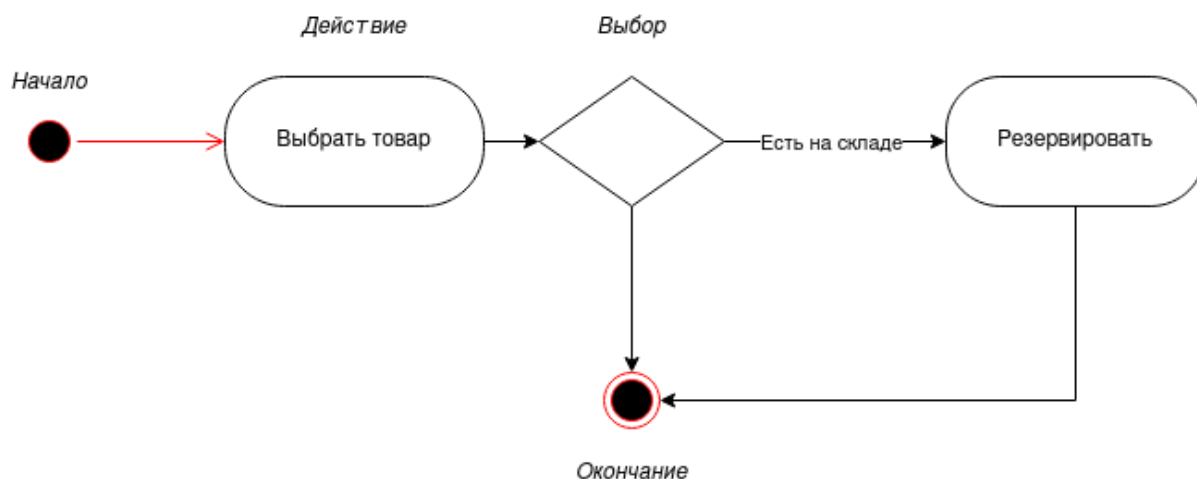 Действие
Выбор
Начало
Выбрать товар
Есть на складе
Резервировать
Окончание